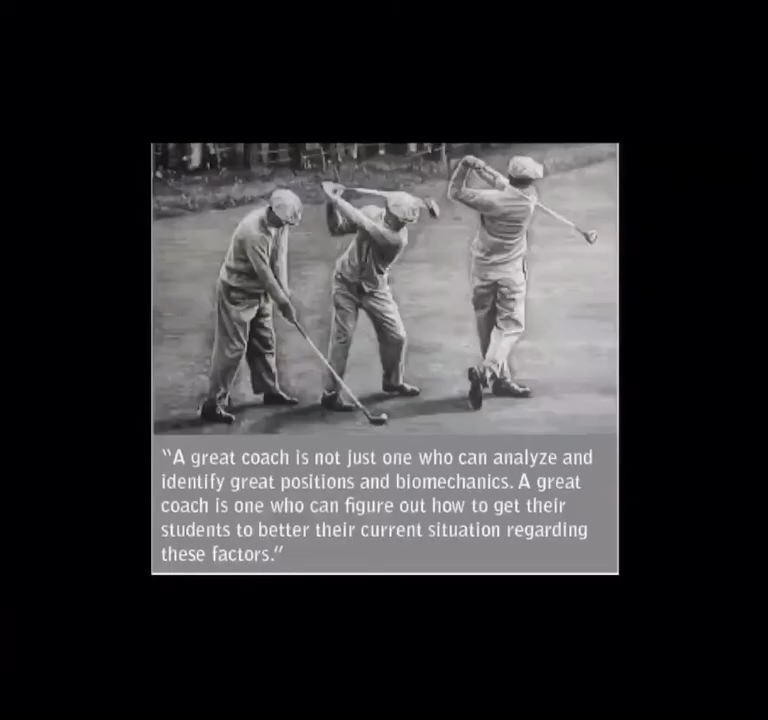 “A great coach is not just one who can analyze and
identify great positions and biomechanics. A great
coach is one who can figure out how to get their
students to better their current situation regarding
these factors.”